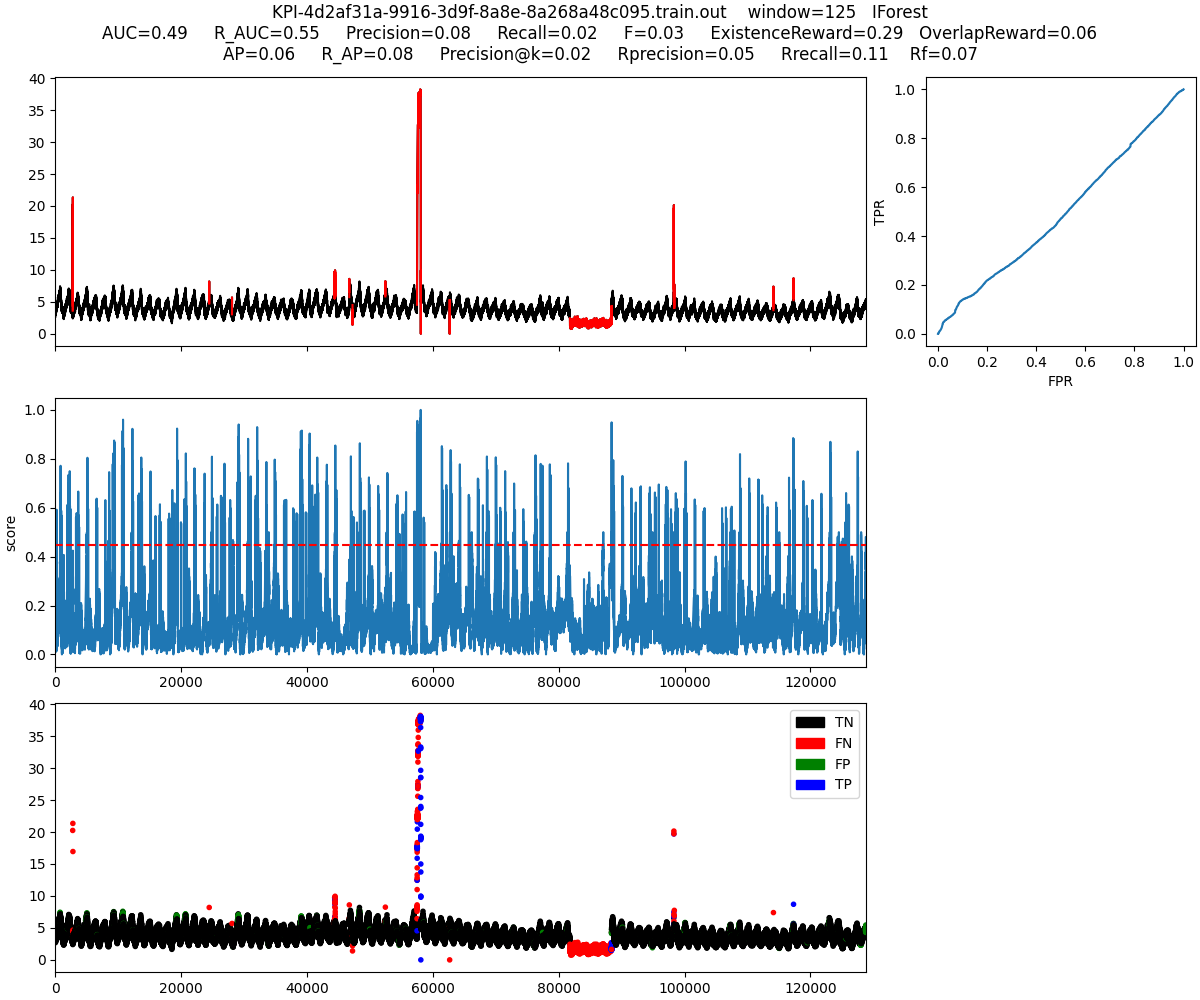 KPI-4d2af31a-9916-3d9f-8a8e-8a268a48c095.train.out    window=125   IForest
AUC=0.49     R_AUC=0.55     Precision=0.08     Recall=0.02     F=0.03     ExistenceReward=0.29   OverlapReward=0.06
AP=0.06     R_AP=0.08     Precision@k=0.02     Rprecision=0.05     Rrecall=0.11     Rf=0.07
40
35
30
25
20
15
10
5
0
1.0
0.8
0.6
0.4
0.2
0.0
TPR
0.0 0.2 0.4 0.6 0.8 1.0
FPR
1.0
0.8
0.6
0.4
0.2
0.0
score
0 20000 40000 60000 80000 100000 120000
40
35
30
25
20
15
10
5
0
TN
FN
FP
TP
0 20000 40000 60000 80000 100000 120000